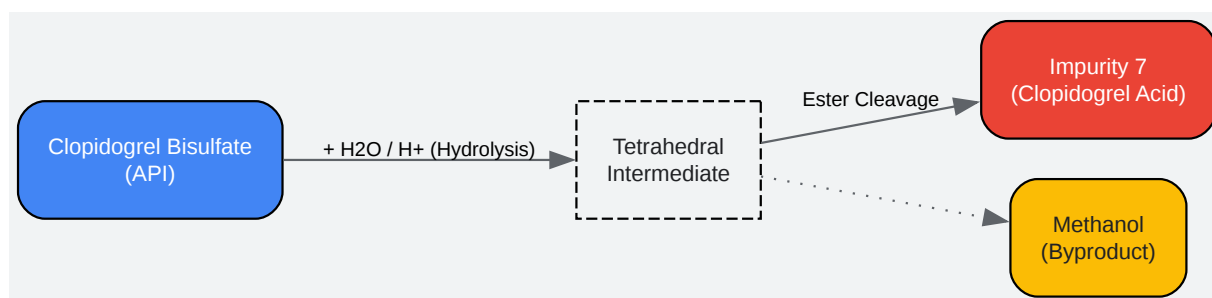 Clopidogrel Bisulfate
(API)
+ H2O / H+ (Hydrolysis)
Tetrahedral
Intermediate
Ester Cleavage
Impurity 7
(Clopidogrel Acid)
Methanol
(Byproduct)